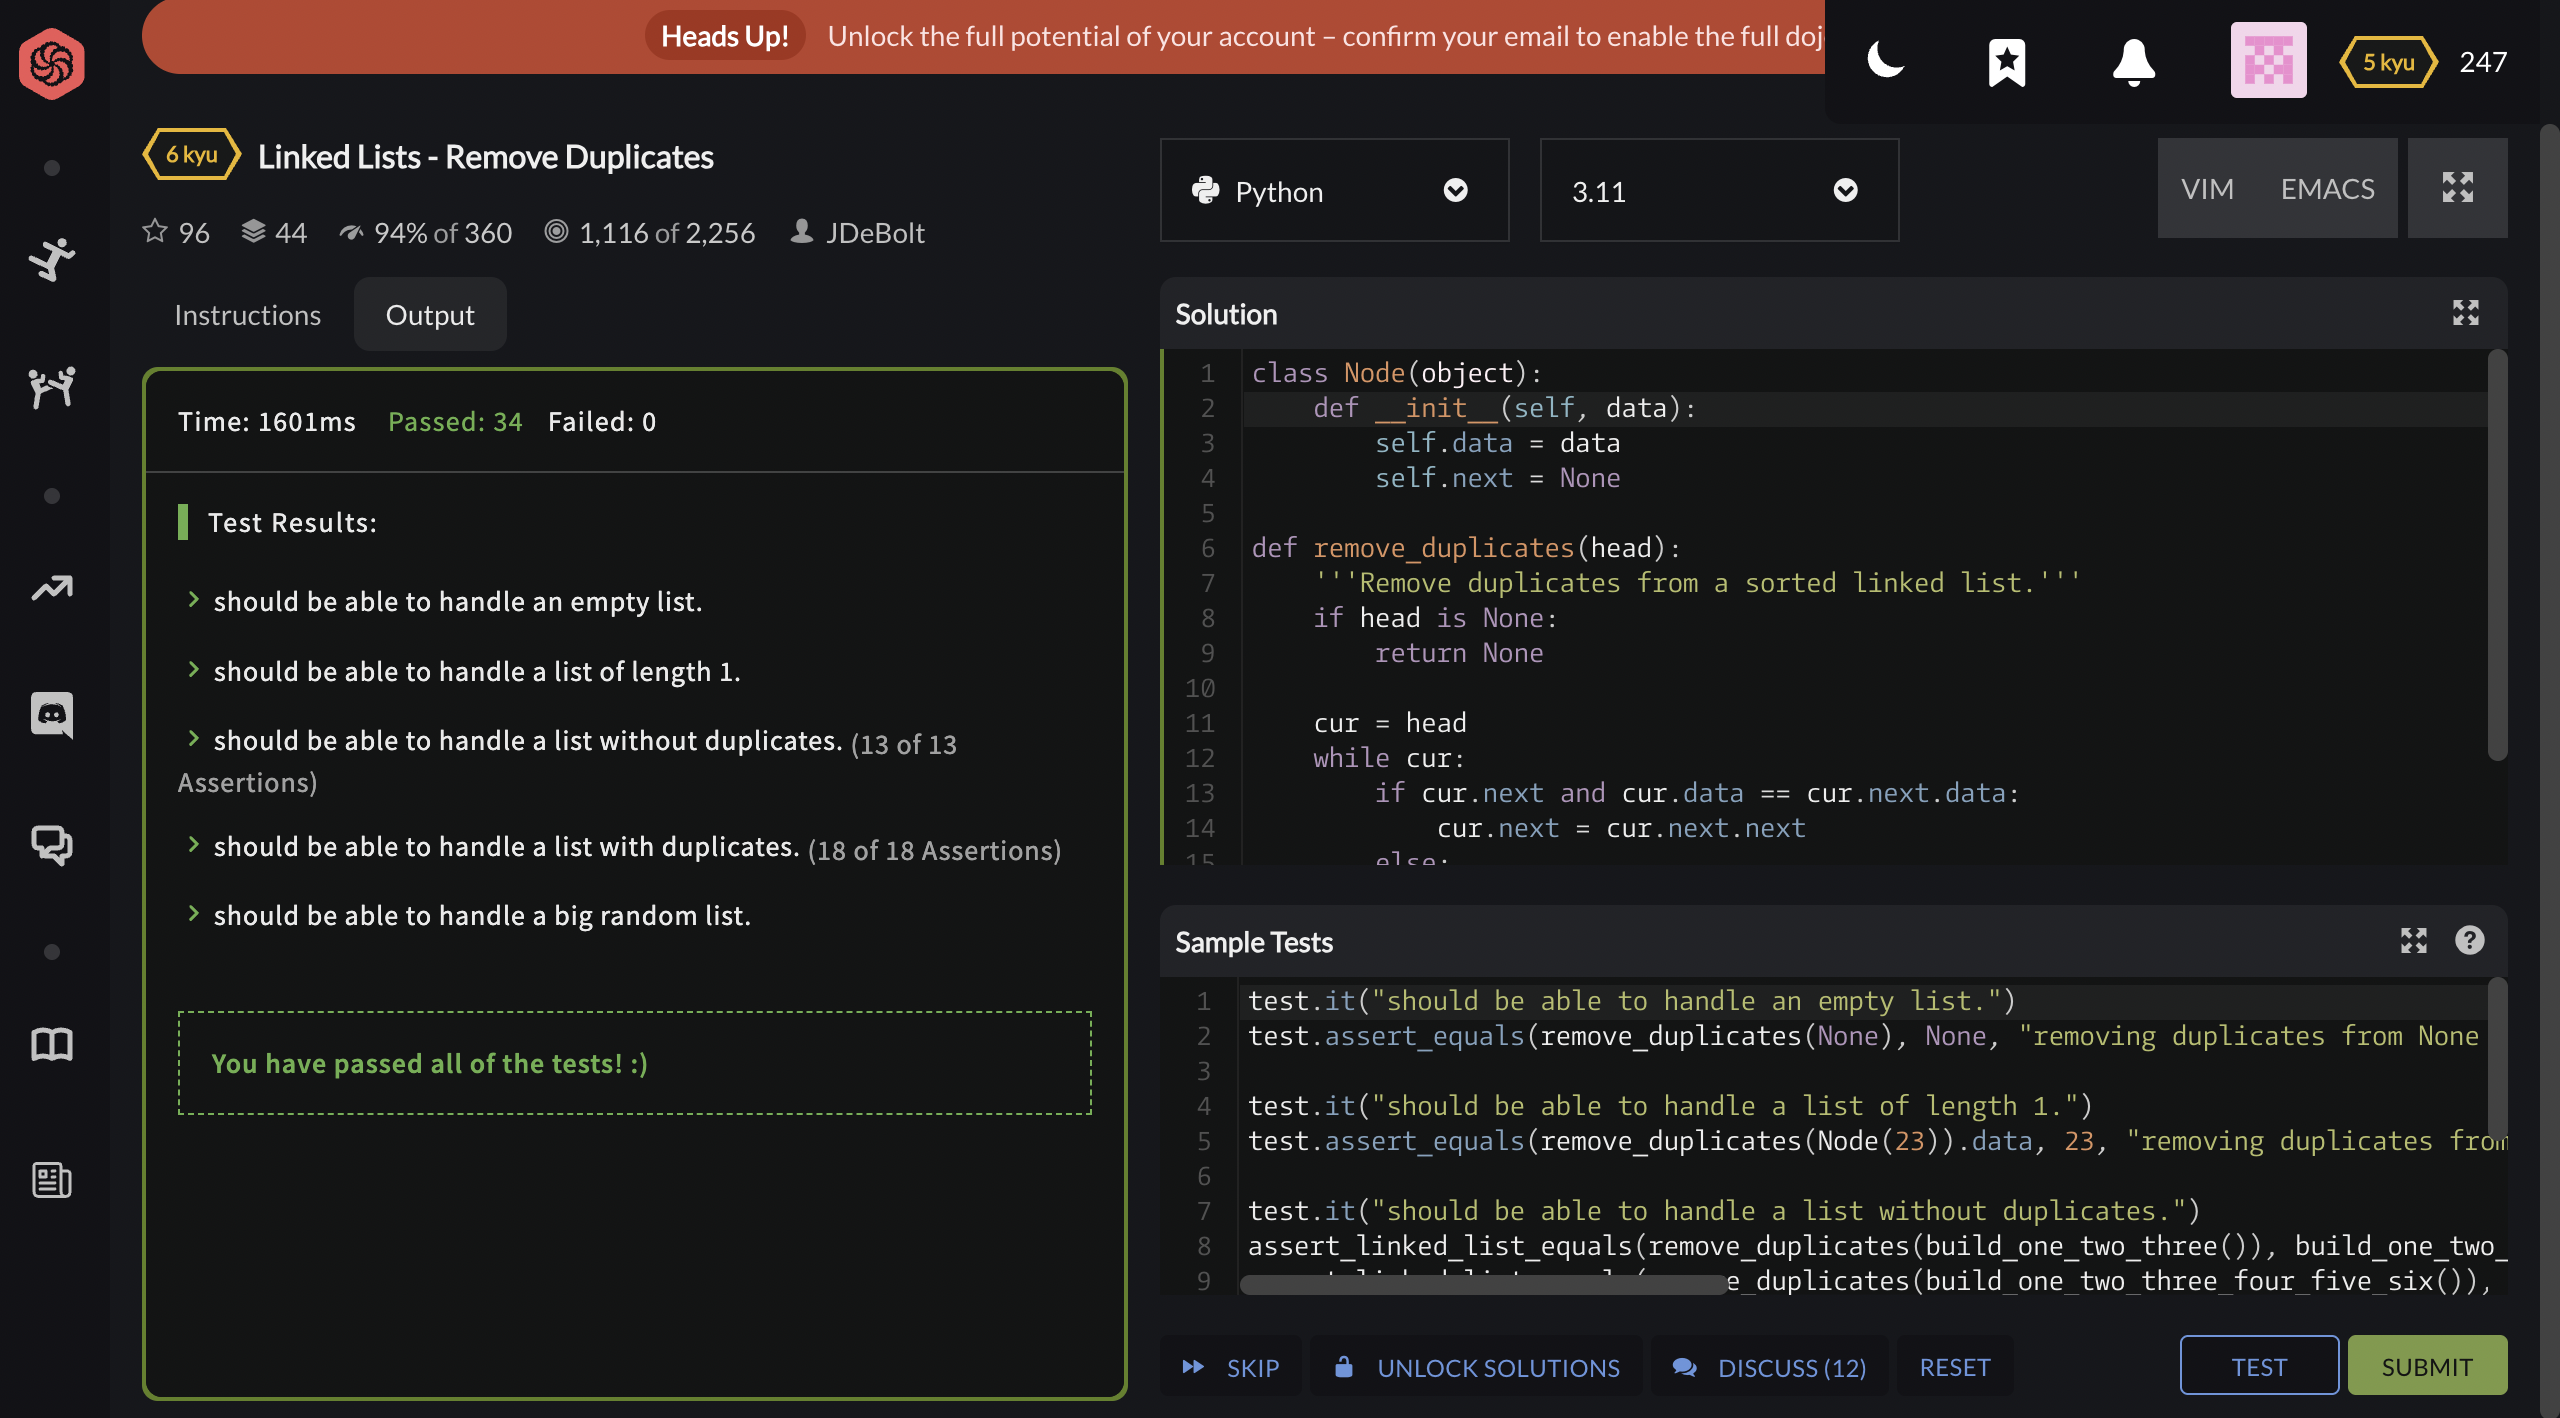 Heads Up! Unlock the full potential of your account – confirm your email to enable the full doj
5 kyu 247
6 kyu Linked Lists - Remove Duplicates
96 44 94% of 360 1,116 of 2,256 JDeBolt
Instructions Output
Time: 1601ms Passed: 34 Failed: 0
Test Results:
should be able to handle an empty list.
should be able to handle a list of length 1.
should be able to handle a list without duplicates. (13 of 13
Assertions)
should be able to handle a list with duplicates. (18 of 18 Assertions)
should be able to handle a big random list.
You have passed all of the tests! :)
Python 3.11 VIM EMACS
Solution
1 class Node(object):
2     def __init__(self, data):
3         self.data = data
4         self.next = None
5
6 def remove_duplicates(head):
7     '''Remove duplicates from a sorted linked list.'''
8     if head is None:
9         return None
10
11     cur = head
12     while cur:
13         if cur.next and cur.data == cur.next.data:
14             cur.next = cur.next.next
15         else:
Sample Tests
1 test.it("should be able to handle an empty list.")
2 test.assert_equals(remove_duplicates(None), None, "removing duplicates from None
3
4 test.it("should be able to handle a list of length 1.")
5 test.assert_equals(remove_duplicates(Node(23)).data, 23, "removing duplicates from
6
7 test.it("should be able to handle a list without duplicates.")
8 assert_linked_list_equals(remove_duplicates(build_one_two_three()), build_one_two_
9 e_duplicates(build_one_two_three_four_five_six()),
SKIP UNLOCK SOLUTIONS DISCUSS (12) RESET TEST SUBMIT